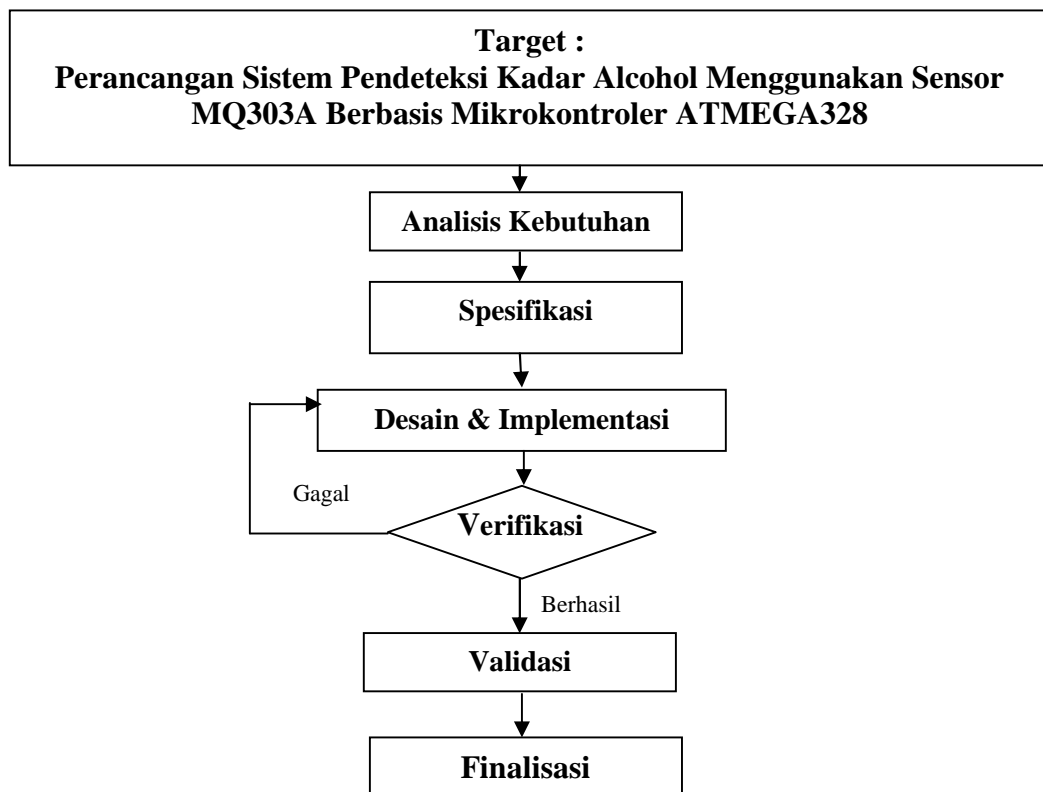 Target :
Perancangan Sistem Pendeteksi Kadar Alcohol Menggunakan Sensor
MQ303A Berbasis Mikrokontroler ATMEGA328
Analisis Kebutuhan
Spesifikasi
Desain & Implementasi
Gagal
Verifikasi
Berhasil
Validasi
Finalisasi